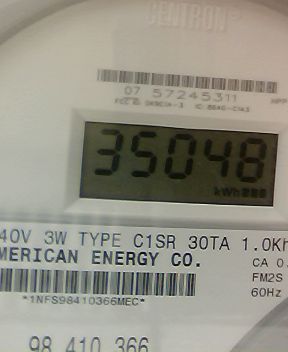 CENTRON®
07 57245311
35048
kWh
40V 3W TYPE C1SR 30TA 1.0Kh
MERICAN ENERGY CO.
CA 0.
FM2S
60Hz
*1NFS98410366MEC*
98 410 366